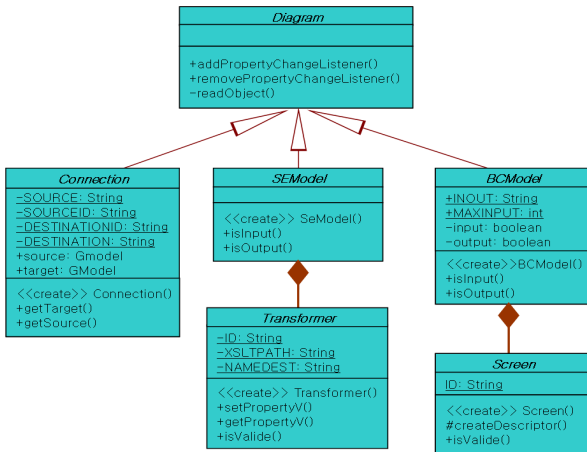 Diagram
+addPropertyChangeListener()
+removePropertyChangeListener()
-readObject()
Connection
-SOURCE: String
-SOURCEID: String
-DESTINATIONID: String
-DESTINATION: String
+source: Gmodel
+target: GModel
<<create>> Connection()
+getTarget()
+getSource()
SEModel
<<create>> SeModel()
+isInput()
+isOutput()
BCModel
+INOUT: String
+MAXINPUT: int
-input: boolean
-output: boolean
<<create>>BCModel()
+isInput()
+isOutput()
Transformer
-ID: String
-XSLTPATH: String
-NAMEDEST: String
<<create>> Transformer()
+setPropertyV()
+getPropertyV()
+isValide()
Screen
ID: String
<<create>> Screen()
#createDescriptor()
+isValide()